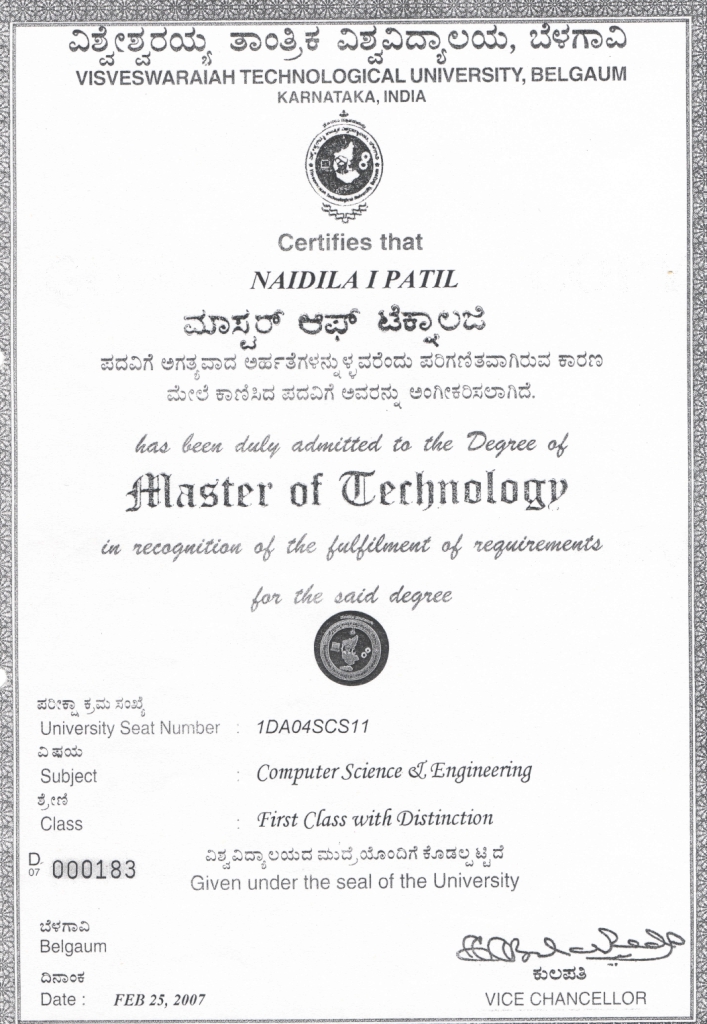 ವಿಶ್ವೇಶ್ವರಯ್ಯ ತಾಂತ್ರಿಕ ವಿಶ್ವವಿದ್ಯಾಲಯ, ಬೆಳಗಾವಿ
VISVESWARAIAH TECHNOLOGICAL UNIVERSITY, BELGAUM
KARNATAKA, INDIA
Certifies that
NAIDILA I PATIL
ಮಾಸ್ಟರ್ ಆಫ್ ಟೆಕ್ನಾಲಜಿ
ಪದವಿಗೆ ಅಗತ್ಯವಾದ ಅರ್ಹತೆಗಳನ್ನುಳ್ಳವರೆಂದು ಪರಿಗಣಿತವಾಗಿರುವ ಕಾರಣ
ಮೇಲೆ ಕಾಣಿಸಿದ ಪದವಿಗೆ ಅವರನ್ನು ಅಂಗೀಕರಿಸಲಾಗಿದೆ.
has been duly admitted to the Degree of
Master of Technology
in recognition of the fulfilment of requirements
for the said degree
ಪರೀಕ್ಷಾ ಕ್ರಮ ಸಂಖ್ಯೆ
University Seat Number : 1DA04SCS11
ವಿಷಯ
Subject : Computer Science & Engineering
ಶ್ರೇಣಿ
Class : First Class with Distinction
D 07 000183
ವಿಶ್ವವಿದ್ಯಾಲಯದ ಮುದ್ರೆಯೊಂದಿಗೆ ಕೊಡಲ್ಪಟ್ಟಿದೆ
Given under the seal of the University
ಬೆಳಗಾವಿ
Belgaum
ಕುಲಪತಿ
ದಿನಾಂಕ
Date : FEB 25, 2007
VICE CHANCELLOR